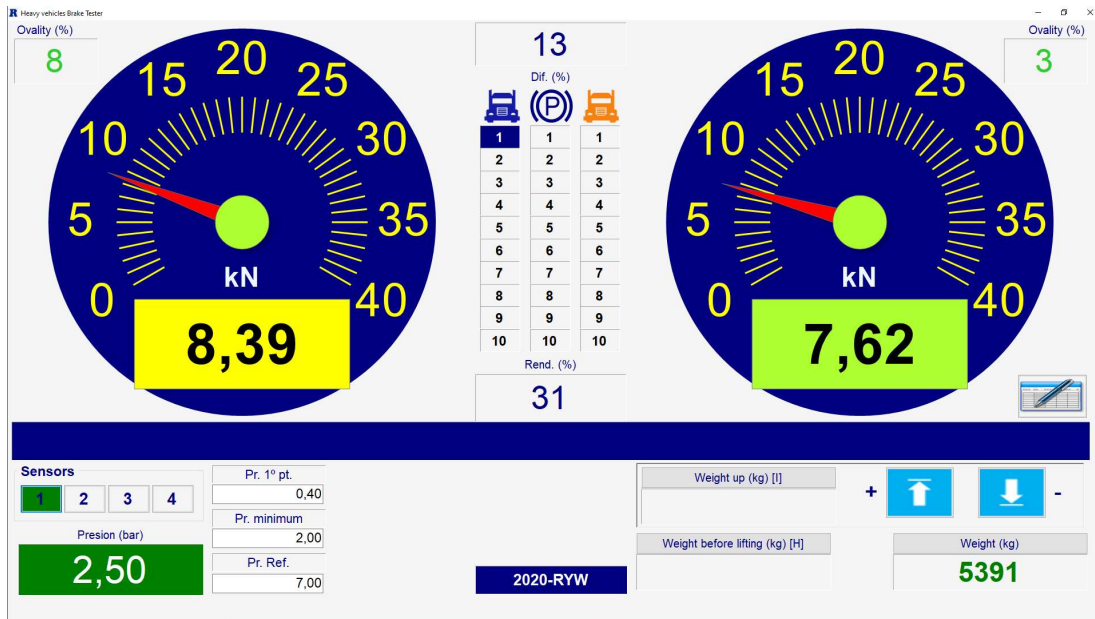 R Heavy vehicles Brake Tester
Ovality (%)
8
0 5 10 15 20 25 30 35 40
kN
8,39
13
Dif. (%)
P
1 1 1
2 2 2
3 3 3
4 4 4
5 5 5
6 6 6
7 7 7
8 8 8
9 9 9
10 10 10
Rend. (%)
31
Ovality (%)
3
0 5 10 15 20 25 30 35 40
kN
7,62
Sensors
1 2 3 4
Presion (bar)
2,50
Pr. 1º pt.
0,40
Pr. minimum
2,00
Pr. Ref.
7,00
2020-RYW
Weight up (kg) [I]
+ -
Weight before lifting (kg) [H]
Weight (kg)
5391